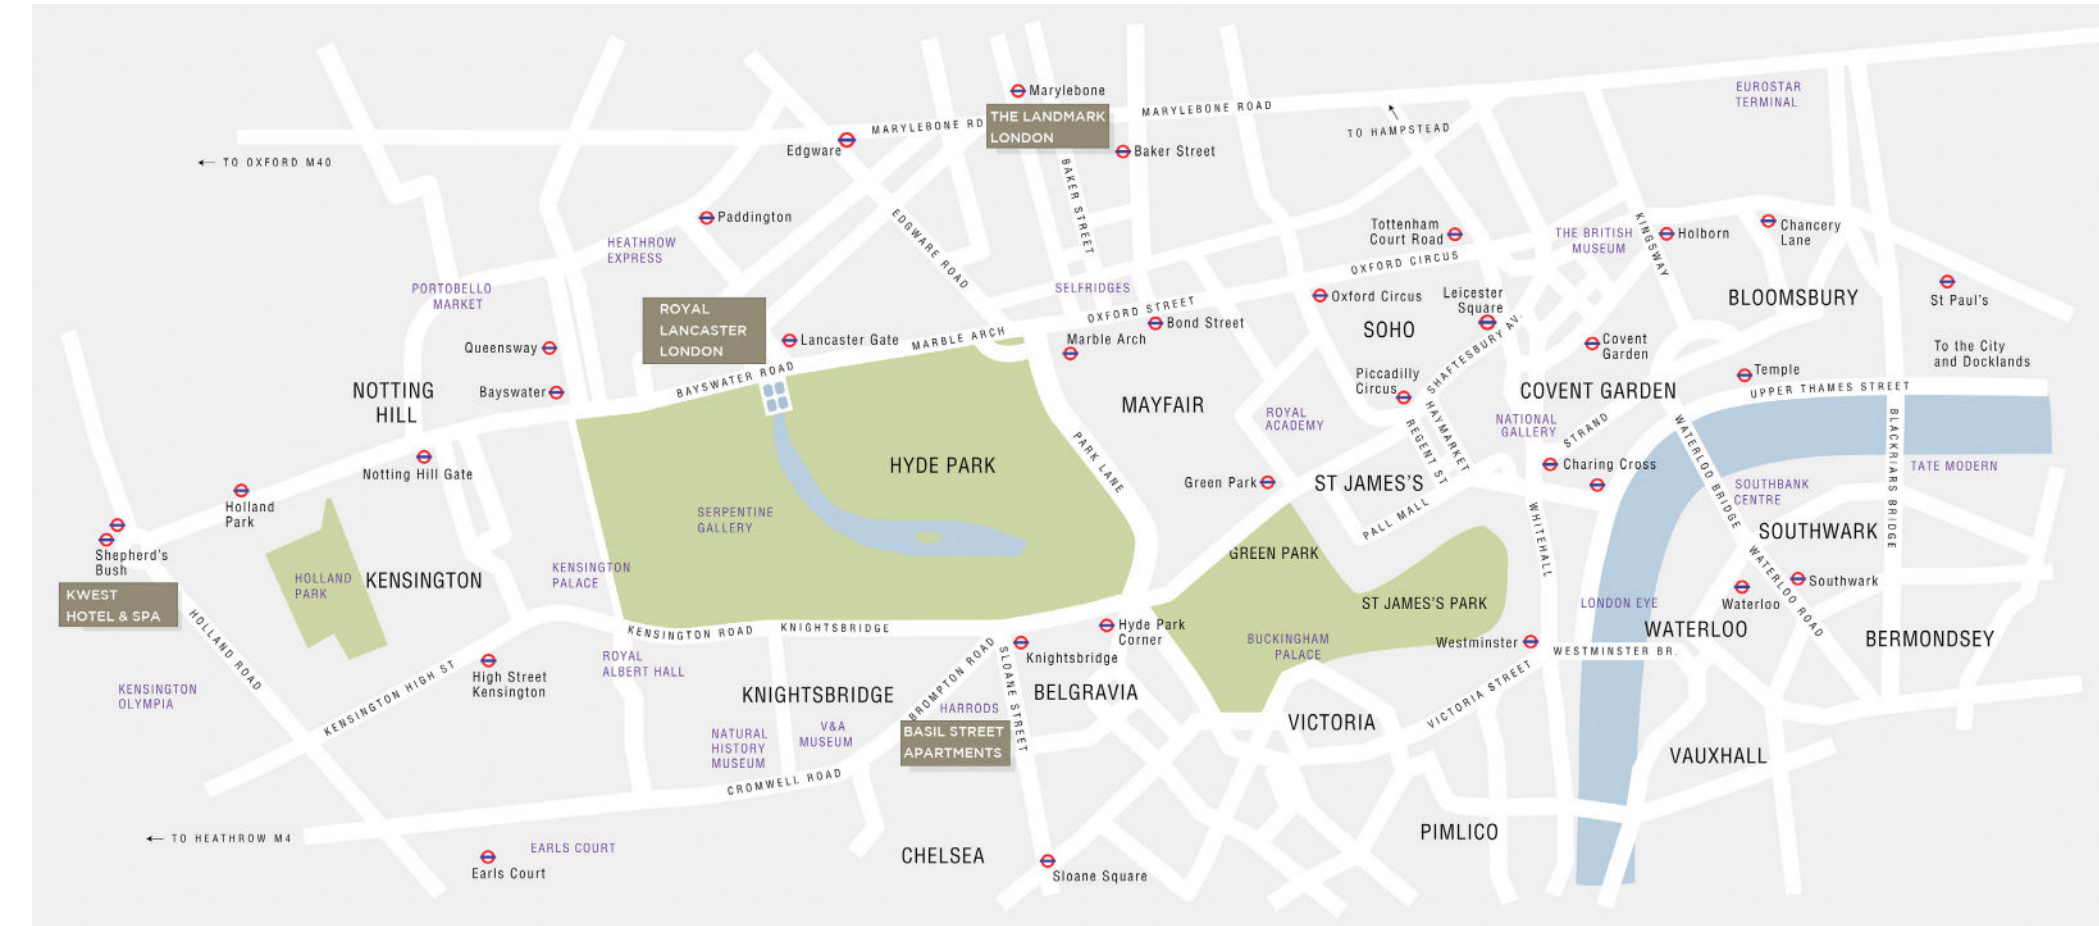 Marylebone
THE LANDMARK
LONDON
MARYLEBONE RD
MARYLEBONE ROAD
EUROSTAR
TERMINAL
TO HAMPSTEAD
← TO OXFORD M40
Edgware
Baker Street
BAKER STREET
Paddington
EDGWARE ROAD
HEATHROW
EXPRESS
Tottenham
Court Road
THE BRITISH
MUSEUM
KINGSWAY
Holborn
Chancery
Lane
OXFORD CIRCUS
PORTOBELLO
MARKET
SELFRIDGES
OXFORD STREET
Oxford Circus
Leicester
Square
BLOOMSBURY
St Paul's
ROYAL
LANCASTER
LONDON
Lancaster Gate
MARBLE ARCH
Marble Arch
Bond Street
SOHO
SHAFTESBURY AV.
Covent
Garden
To the City
and Docklands
Queensway
Bayswater
BAYSWATER ROAD
NOTTING
HILL
MAYFAIR
Piccadilly
Circus
COVENT GARDEN
Temple
UPPER THAMES STREET
ROYAL
ACADEMY
REGENT ST
HAYMARKET
NATIONAL
GALLERY
STRAND
WATERLOO BRIDGE
BLACKRIARS BRIDGE
PARK LANE
HYDE PARK
Notting Hill Gate
Green Park
ST JAMES'S
Charing Cross
TATE MODERN
SOUTHBANK
CENTRE
Holland
Park
SERPENTINE
GALLERY
PALL MALL
WHITEHALL
SOUTHWARK
Shepherd's
Bush
GREEN PARK
HOLLAND
PARK
KENSINGTON
KENSINGTON
PALACE
KWEST
HOTEL & SPA
ST JAMES'S PARK
LONDON EYE
Waterloo
Southwark
WATERLOO ROAD
HOLLAND ROAD
KENSINGTON ROAD
KNIGHTSBRIDGE
Hyde Park
Corner
BUCKINGHAM
PALACE
Westminster
WATERLOO
WESTMINSTER BR.
BERMONDSEY
ROYAL
ALBERT HALL
BROMPTON ROAD
SLOANE STREET
Knightsbridge
High Street
Kensington
KENSINGTON HIGH ST
KENSINGTON
OLYMPIA
KNIGHTSBRIDGE
BELGRAVIA
HARRODS
VICTORIA STREET
VICTORIA
NATURAL
HISTORY
MUSEUM
V&A
MUSEUM
BASIL STREET
APARTMENTS
VAUXHALL
CROMWELL ROAD
← TO HEATHROW M4
EARLS COURT
Earls Court
CHELSEA
PIMLICO
Sloane Square